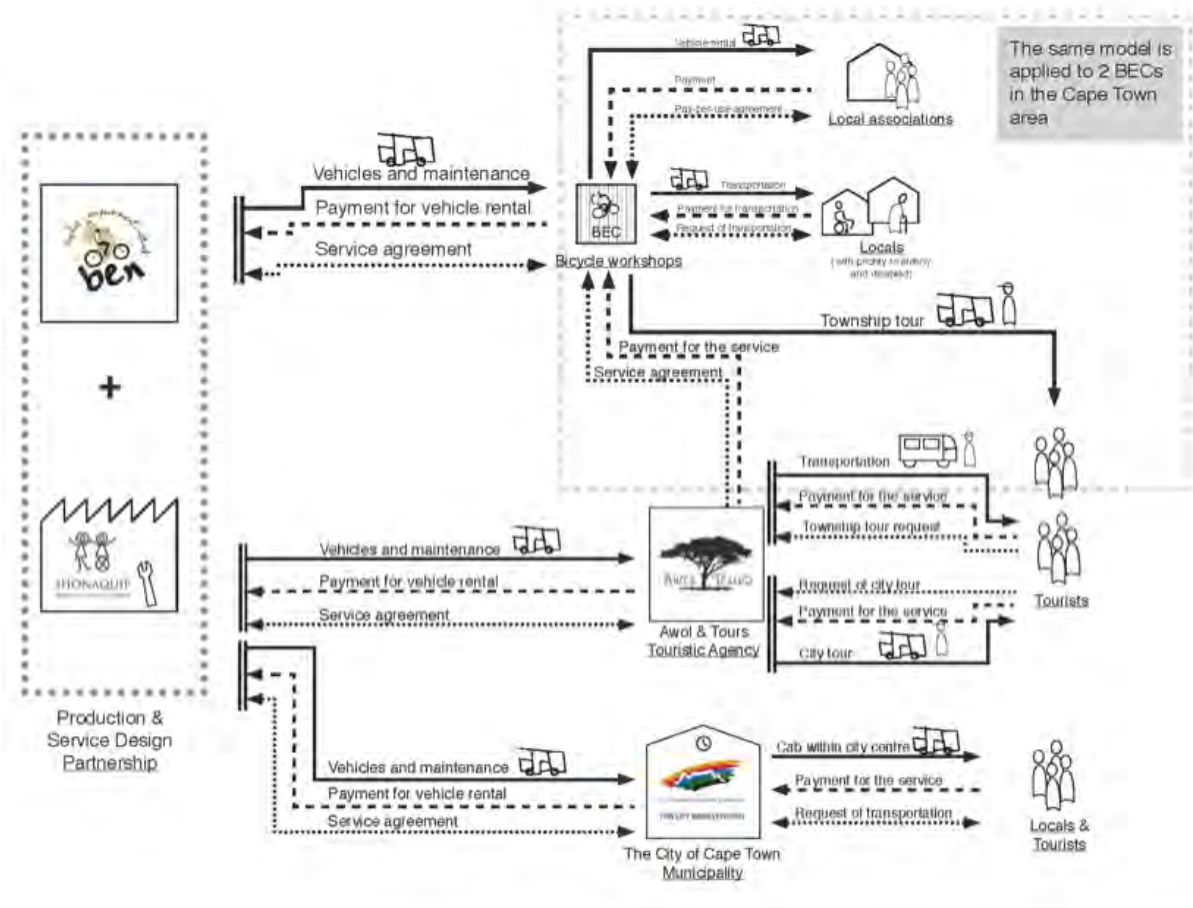 Vehicle rental
Payment
Pay-per-use-agreement
Local associations
The same model is
applied to 2 BECs
in the Cape Town
area
Vehicles and maintenance
Payment for vehicle rental
Service agreement
BEC
Bicycle workshops
Transportation
Payment for transportation
Request of transportation
Locals
(with priority to elderly
and disabled)
ben
+
Township tour
Payment for the service
Service agreement
Transportation
Payment for the service
Township tour request
Request of city tour
Payment for the service
City tour
Tourists
SHONAQUIP
Vehicles and maintenance
Payment for vehicle rental
Service agreement
Awol & Tours
Touristic Agency
Production &
Service Design
Partnership
Vehicles and maintenance
Payment for vehicle rental
Service agreement
Cab within city centre
Payment for the service
Request of transportation
Locals &
Tourists
The City of Cape Town
Municipality